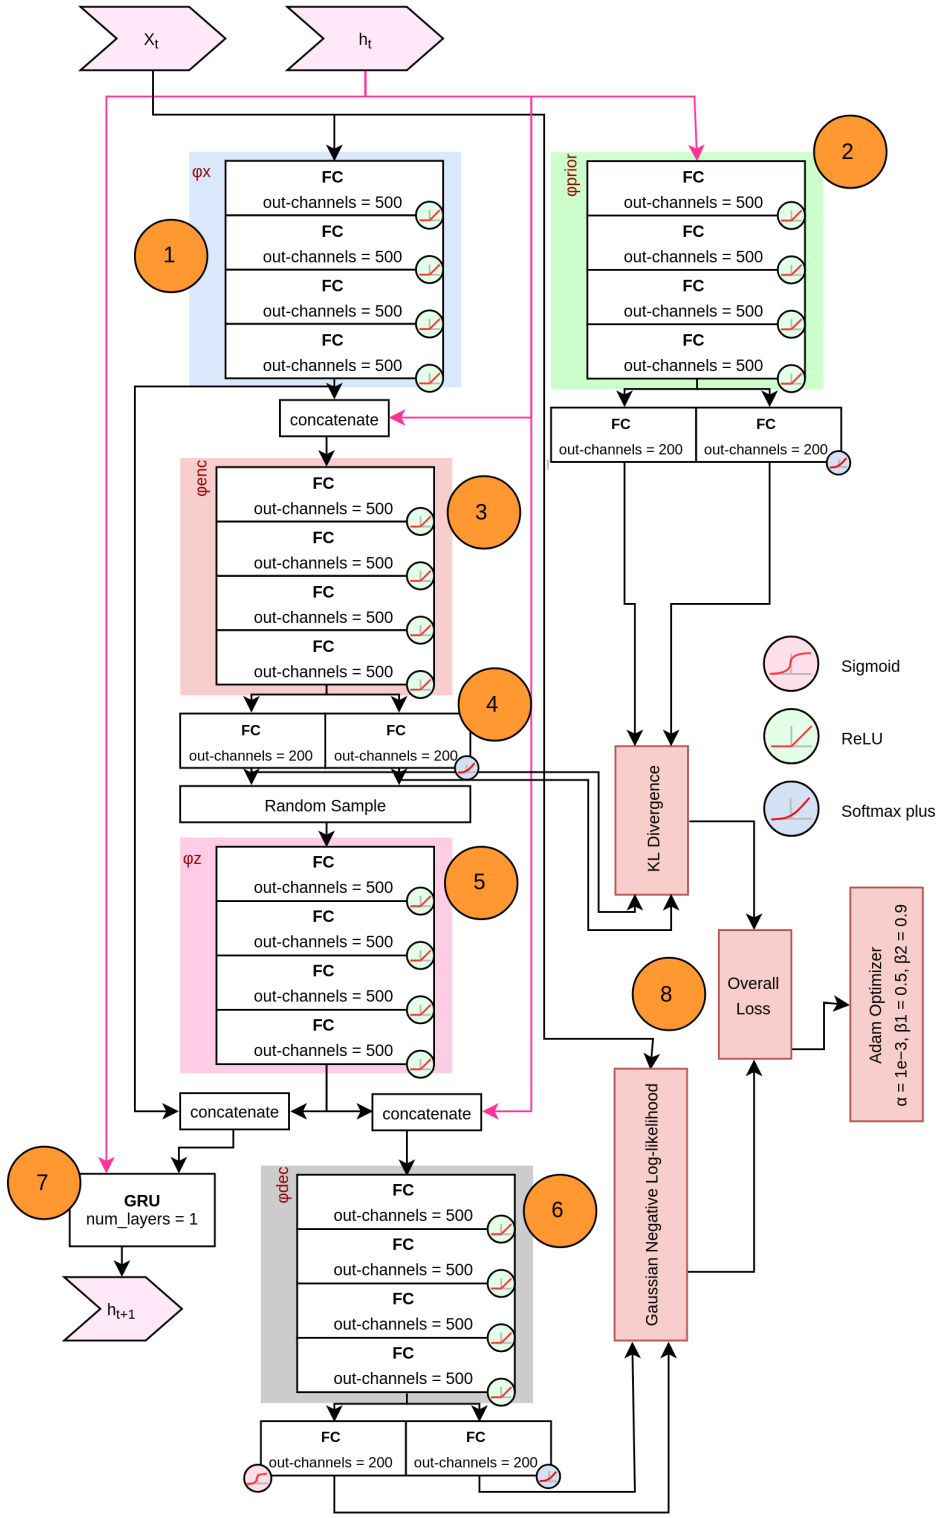 Xt
ht
φx
FC
out-channels = 500
FC
out-channels = 500
FC
out-channels = 500
FC
out-channels = 500
1
φprior
FC
out-channels = 500
FC
out-channels = 500
FC
out-channels = 500
FC
out-channels = 500
2
FC
out-channels = 200
FC
out-channels = 200
concatenate
φenc
FC
out-channels = 500
FC
out-channels = 500
FC
out-channels = 500
FC
out-channels = 500
3
4
FC
out-channels = 200
FC
out-channels = 200
Random Sample
Sigmoid
ReLU
Softmax plus
KL Divergence
φz
FC
out-channels = 500
FC
out-channels = 500
FC
out-channels = 500
FC
out-channels = 500
5
8
Overall
Loss
Adam Optimizer
α = 1e−3, β1 = 0.5, β2 = 0.9
concatenate
concatenate
Gaussian Negative Log-likelihood
7
GRU
num_layers = 1
ht+1
φdec
FC
out-channels = 500
FC
out-channels = 500
FC
out-channels = 500
FC
out-channels = 500
6
FC
out-channels = 200
FC
out-channels = 200